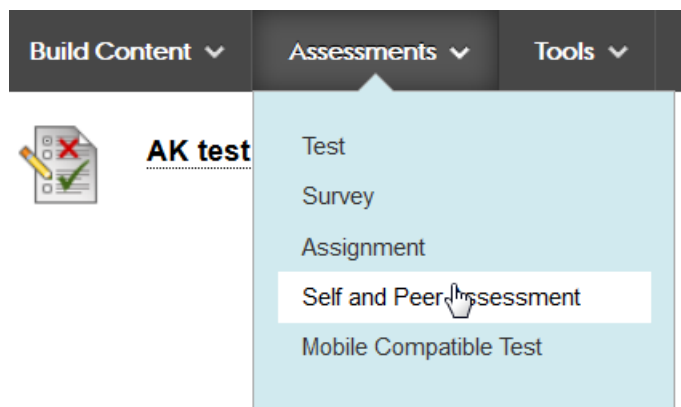 Build Content Assessments Tools
AK test
Test
Survey
Assignment
Self and Peer Assessment
Mobile Compatible Test